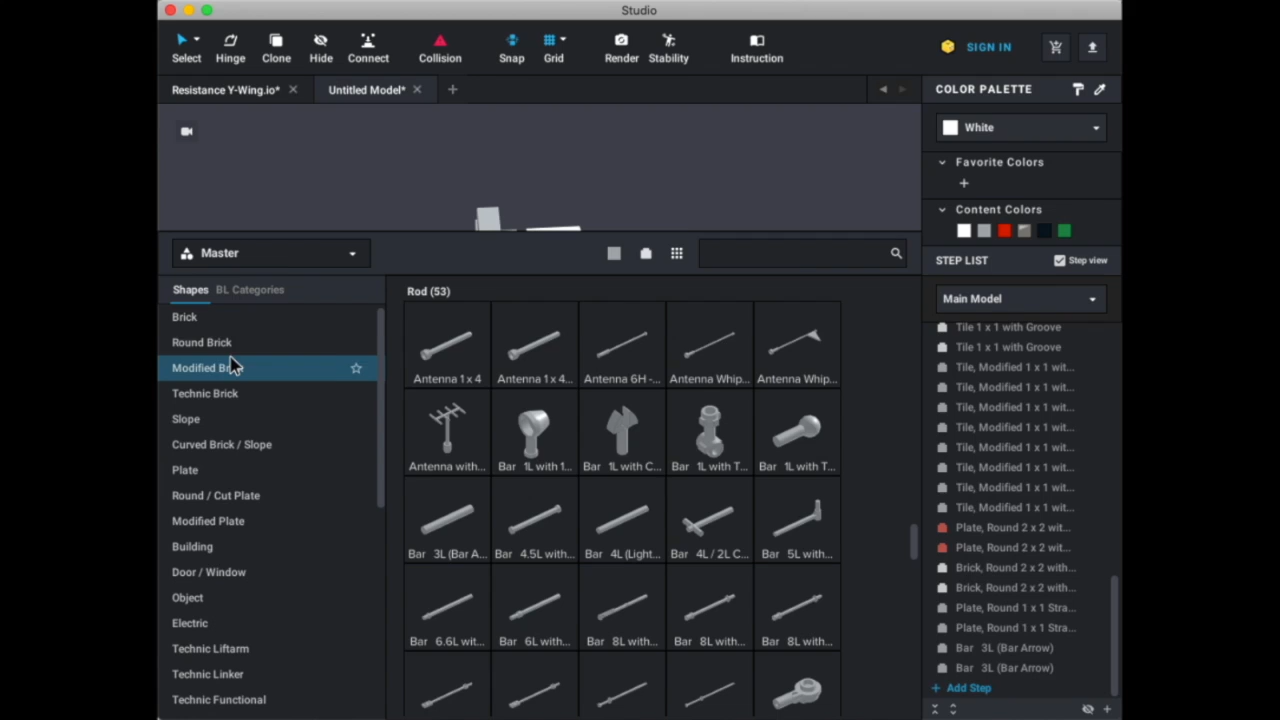 Studio
Select
Hinge
Clone
Hide
Connect
Collision
Snap
Grid
Render
Stability
Instruction
SIGN IN
Resistance Y-Wing.io*
Untitled Model*
COLOR PALETTE
White
Favorite Colors
Content Colors
Master
STEP LIST
Step view
Shapes
BL Categories
Main Model
Brick
Round Brick
Modified Br
Technic Brick
Slope
Curved Brick / Slope
Plate
Round / Cut Plate
Modified Plate
Building
Door / Window
Object
Electric
Technic Liftarm
Technic Linker
Technic Functional
Rod (53)
Antenna 1 x 4
Antenna 1 x 4...
Antenna 6H -...
Antenna Whip...
Antenna Whip...
Antenna with...
Bar 1L with 1...
Bar 1L with C...
Bar 1L with T...
Bar 1L with T...
Bar 3L (Bar A...
Bar 4.5L with...
Bar 4L (Light...
Bar 4L / 2L C...
Bar 5L with...
Bar 6.6L wit...
Bar 6L with...
Bar 8L with...
Bar 8L with...
Bar 8L with...
Tile 1 x 1 with Groove
Tile 1 x 1 with Groove
Tile, Modified 1 x 1 wit...
Tile, Modified 1 x 1 wit...
Tile, Modified 1 x 1 wit...
Tile, Modified 1 x 1 wit...
Tile, Modified 1 x 1 wit...
Tile, Modified 1 x 1 wit...
Tile, Modified 1 x 1 wit...
Tile, Modified 1 x 1 wit...
Plate, Round 2 x 2 wit...
Plate, Round 2 x 2 wit...
Brick, Round 2 x 2 with...
Brick, Round 2 x 2 with...
Plate, Round 1 x 1 Stra...
Plate, Round 1 x 1 Stra...
Bar 3L (Bar Arrow)
Bar 3L (Bar Arrow)
+ Add Step